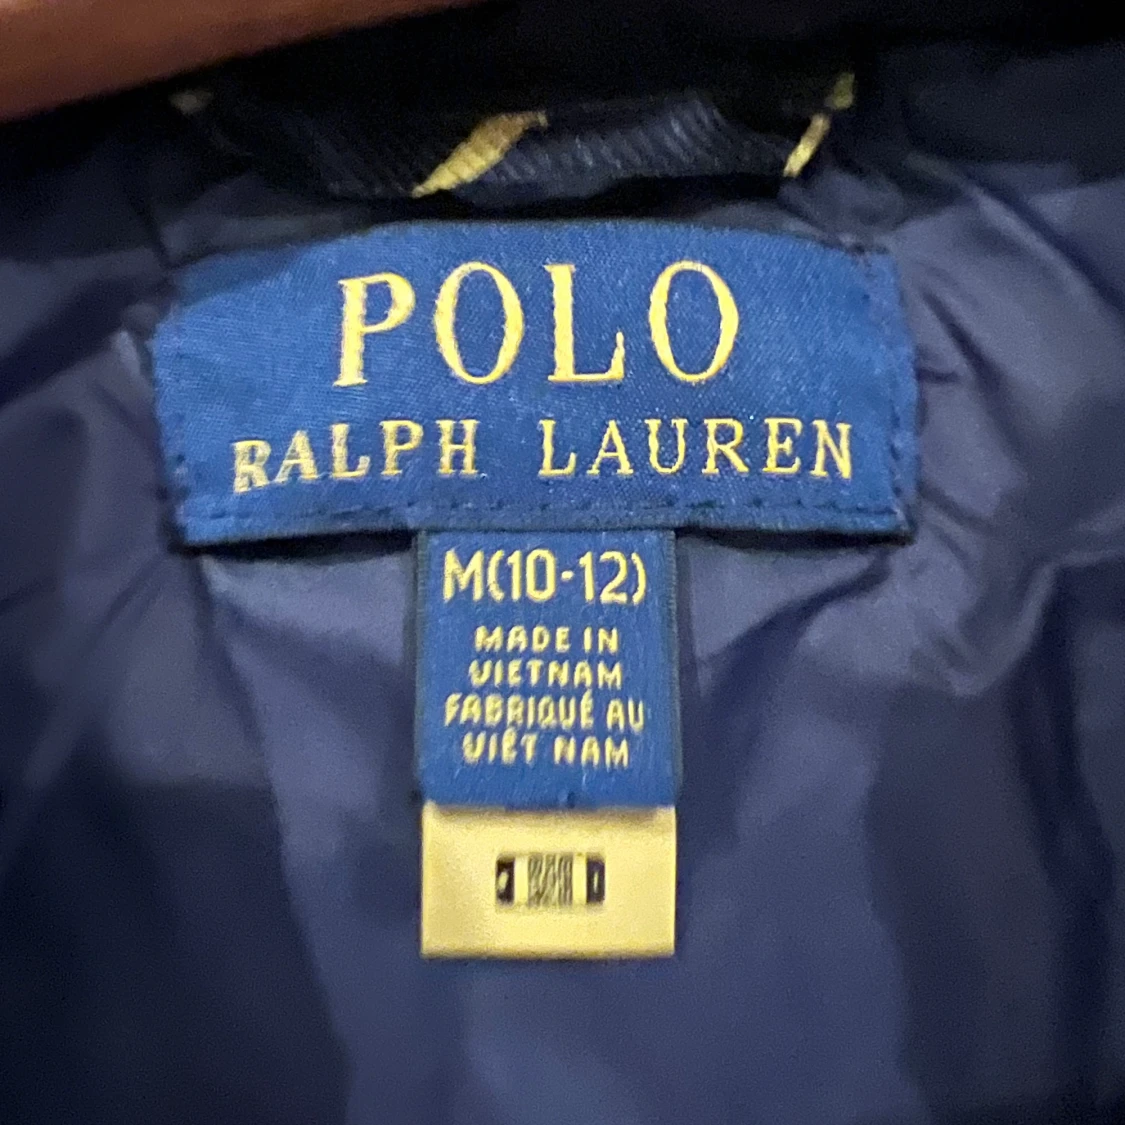 POLO
RALPH LAUREN
M(10-12)
MADE IN
VIETNAM
FABRIQUÉ AU
VIÊT NAM